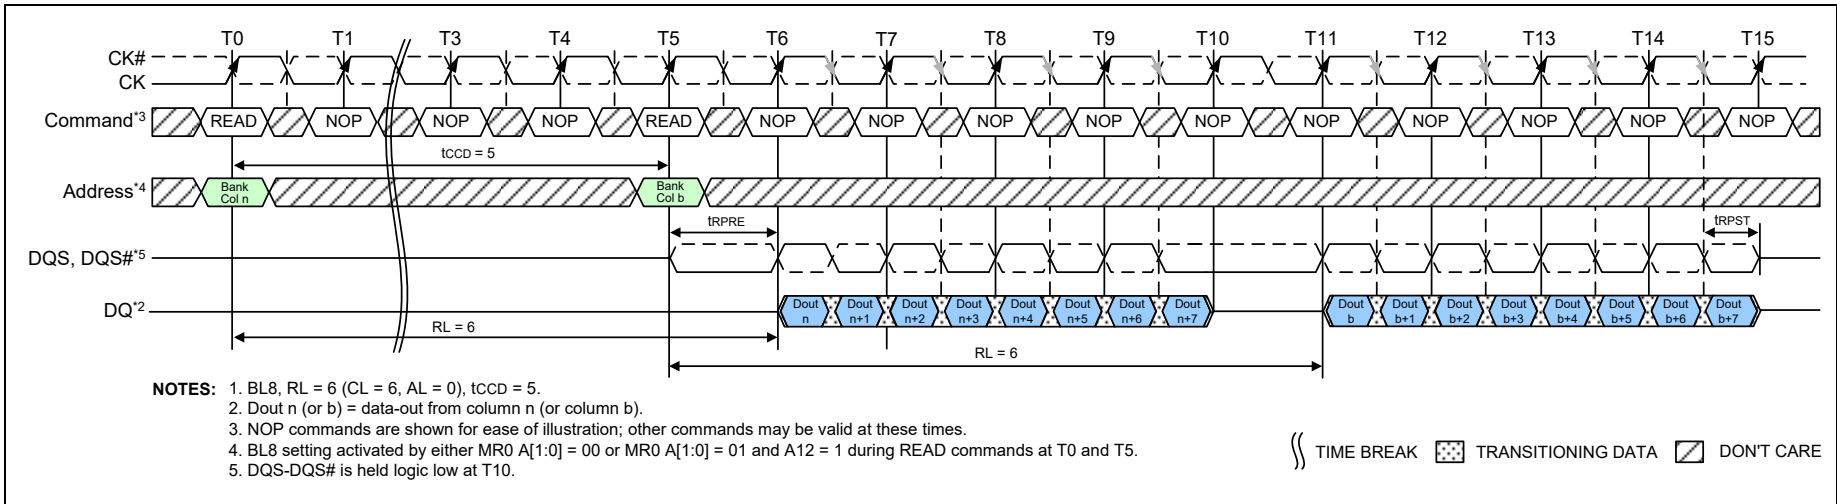 T0 T1 T3 T4 T5 T6 T7 T8 T9 T10 T11 T12 T13 T14 T15
CK#
CK
Command*3 READ NOP NOP NOP READ NOP NOP NOP NOP NOP NOP NOP NOP NOP NOP
tCCD = 5
Address*4 Bank Col n Bank Col b
tRPRE tRPST
DQS, DQS#*5
DQ*2 Dout n Dout n+1 Dout n+2 Dout n+3 Dout n+4 Dout n+5 Dout n+6 Dout n+7 Dout b Dout b+1 Dout b+2 Dout b+3 Dout b+4 Dout b+5 Dout b+6 Dout b+7
RL = 6
RL = 6
NOTES: 1. BL8, RL = 6 (CL = 6, AL = 0), tCCD = 5.
2. Dout n (or b) = data-out from column n (or column b).
3. NOP commands are shown for ease of illustration; other commands may be valid at these times.
4. BL8 setting activated by either MR0 A[1:0] = 00 or MR0 A[1:0] = 01 and A12 = 1 during READ commands at T0 and T5.
5. DQS-DQS# is held logic low at T10.
TIME BREAK TRANSITIONING DATA DON'T CARE